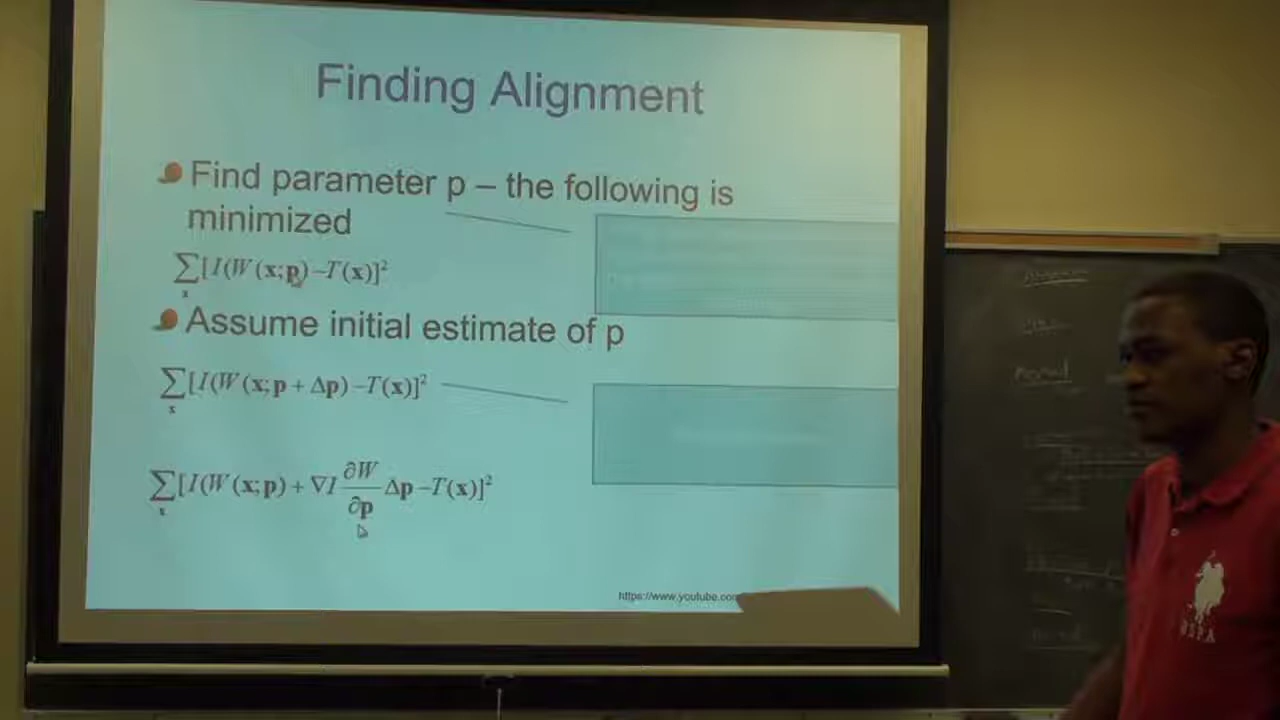 Finding Alignment
Find parameter p – the following is
minimized
∑ₓ[I(W(x;p)–T(x)]²
Assume initial estimate of p
∑ₓ[I(W(x;p + Δp)–T(x)]²
∑ₓ[I(W(x;p) + ∇I ∂W/∂p Δp –T(x)]²
https://www.youtube.com
USPA